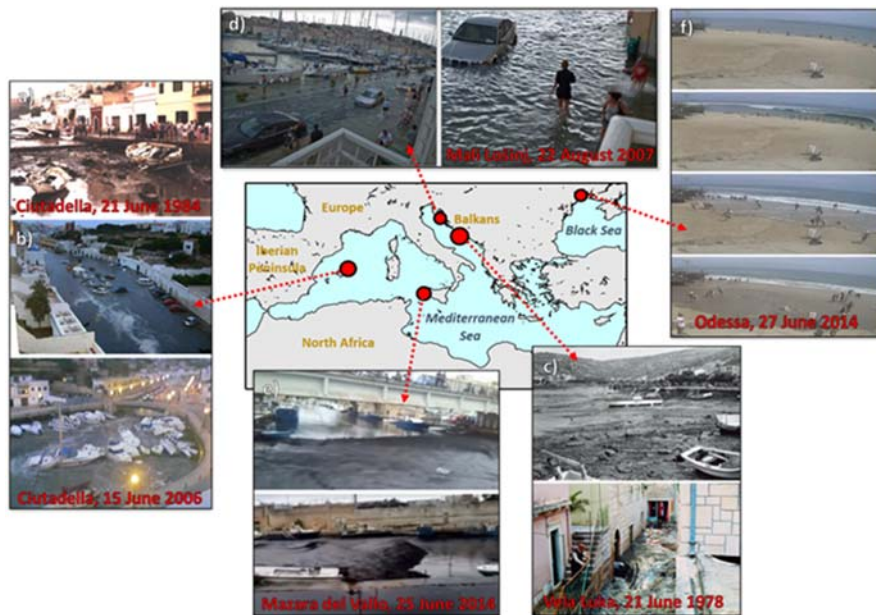 d)
Mali Lošinj, 22 August 2007
f)
Ciutadella, 21 June 1984
b)
Europe
Balkans
Black Sea
Iberian
Peninsula
Mediterranean
Sea
North Africa
Odessa, 27 June 2014
c)
e)
Ciutadella, 15 June 2006
Mazara del Vallo, 25 June 2014
Vela Luka, 21 June 1978